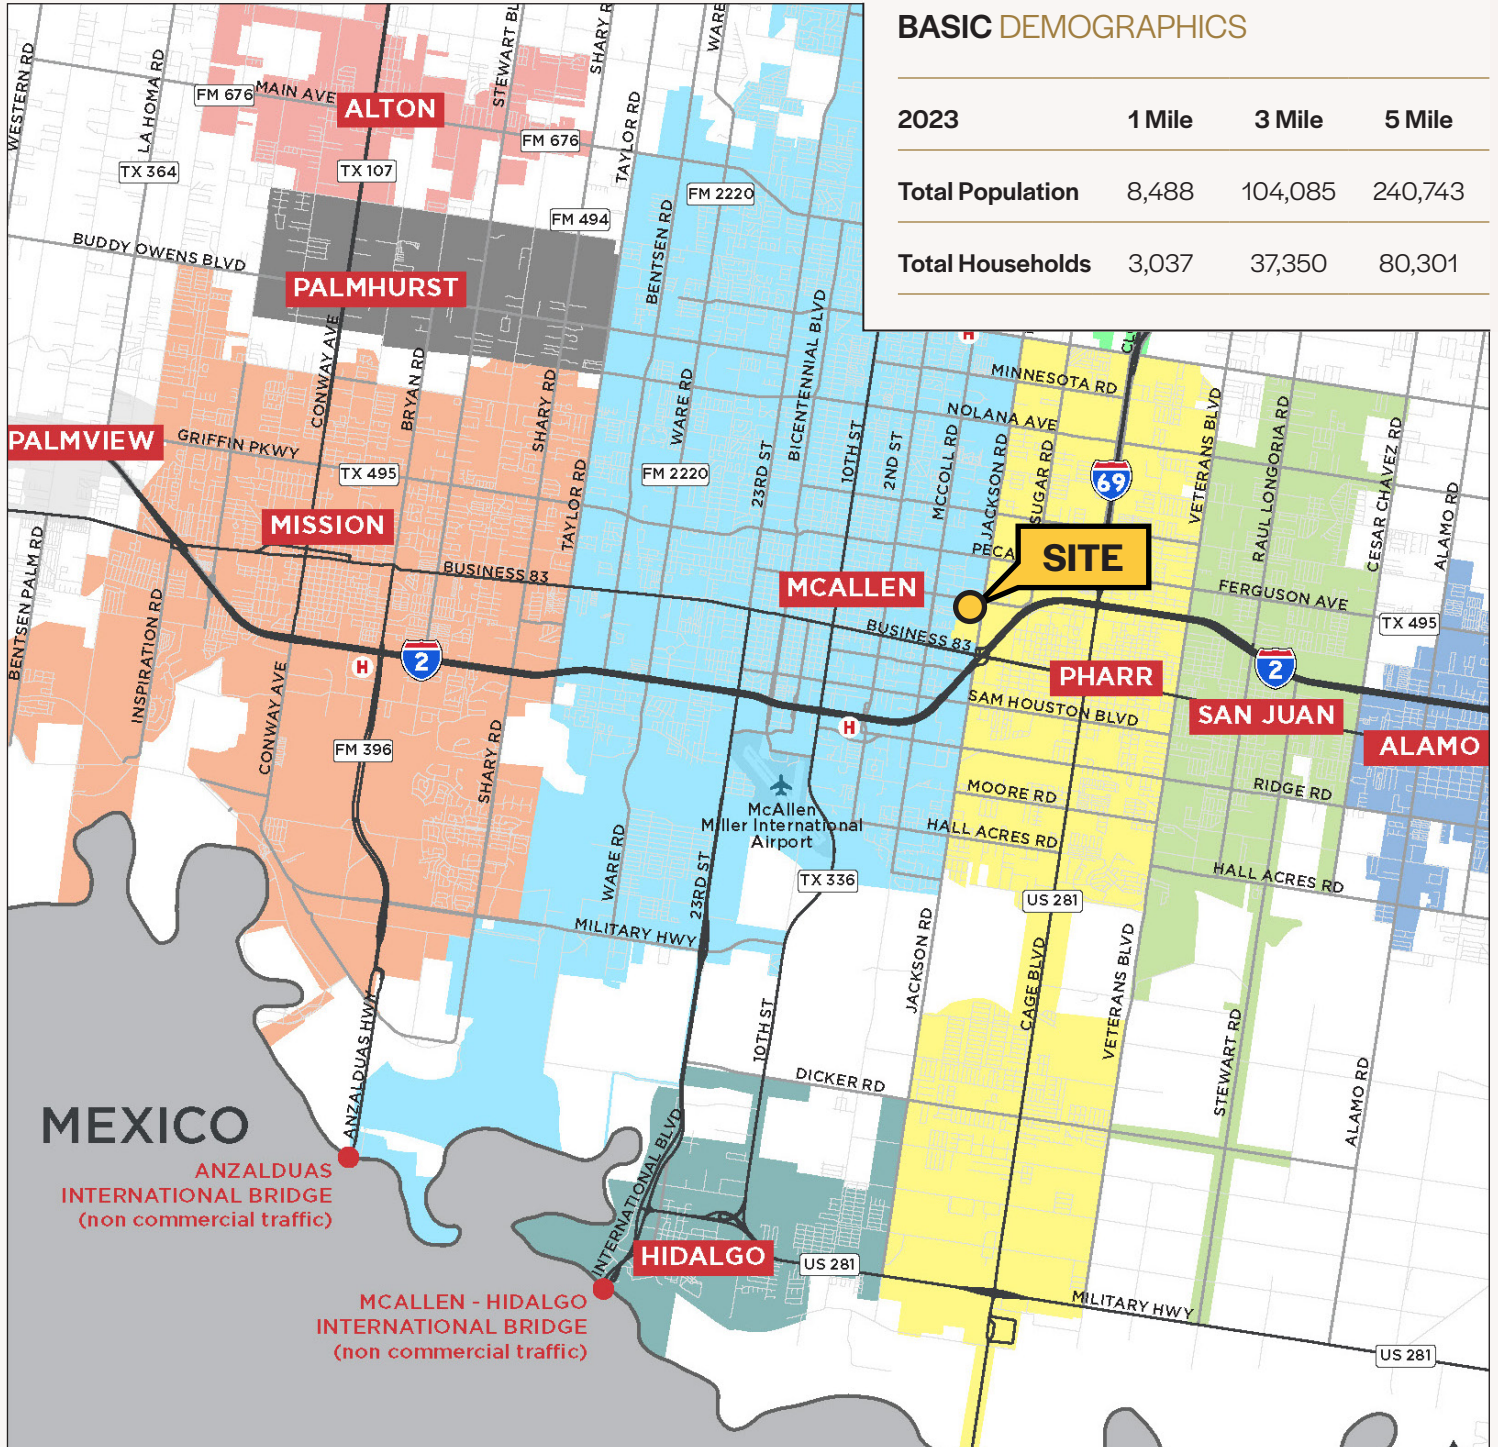 BASIC DEMOGRAPHICS
2023 1 Mile 3 Mile 5 Mile
Total Population 8,488 104,085 240,743
Total Households 3,037 37,350 80,301
WESTERN RD
LA HOMA RD
STEWART BL
SHARY R
WARE
FM 676
MAIN AVE
ALTON
FM 676
TAYLOR RD
TX 364
TX 107
FM 2220
FM 494
BENTSEN RD
BUDDY OWENS BLVD
PALMHURST
BICENTENNIAL BLVD
H
CL
CONWAY AVE
BRYAN RD
SHARY RD
WARE RD
MINNESOTA RD
NOLANA AVE
VETERANS BLVD
RAUL LONGORIA RD
CESAR CHAVEZ RD
PALMVIEW
GRIFFIN PKWY
TX 495
TAYLOR RD
FM 2220
23RD ST
10TH ST
2ND ST
MCCOLL RD
JACKSON RD
SUGAR RD
69
ALAMO RD
MISSION
PECA
SITE
BENTSEN PALM RD
INSPIRATION RD
BUSINESS 83
MCALLEN
FERGUSON AVE
TX 495
BUSINESS 83
H
2
PHARR
2
CONWAY AVE
SAM HOUSTON BLVD
SAN JUAN
H
ALAMO
FM 396
SHARY RD
MOORE RD
RIDGE RD
McAllen
Miller International
Airport
HALL ACRES RD
WARE RD
23RD ST
TX 336
HALL ACRES RD
US 281
MILITARY HWY
JACKSON RD
CAGE BLVD
VETERANS BLVD
ANZALDUAS HWY
10TH ST
STEWART RD
ALAMO RD
DICKER RD
MEXICO
INTERNATIONAL BLVD
ANZALDUAS
INTERNATIONAL BRIDGE
(non commercial traffic)
HIDALGO
US 281
MCALLEN - HIDALGO
INTERNATIONAL BRIDGE
(non commercial traffic)
MILITARY HWY
US 281